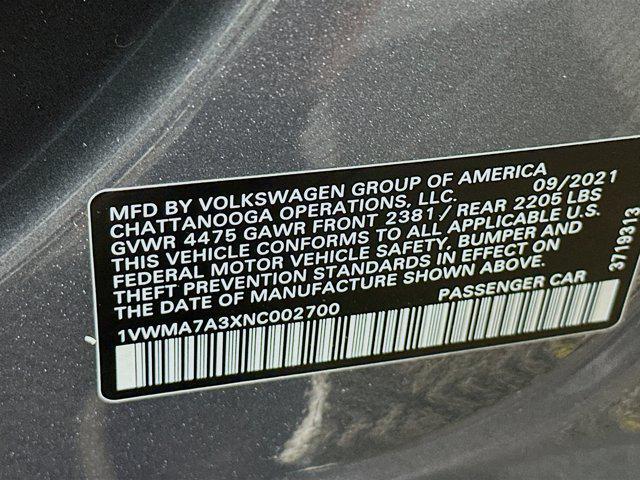 MFD BY VOLKSWAGEN GROUP OF AMERICA
CHATTANOOGA OPERATIONS, LLC. 09/2021
GVWR 4475 GAWR FRONT 2381/ REAR 2205 LBS
THIS VEHICLE CONFORMS TO ALL APPLICABLE U.S.
FEDERAL MOTOR VEHICLE SAFETY, BUMPER AND
THEFT PREVENTION STANDARDS IN EFFECT ON
THE DATE OF MANUFACTURE SHOWN ABOVE.
1VWMA7A3XNC002700 PASSENGER CAR
3719313